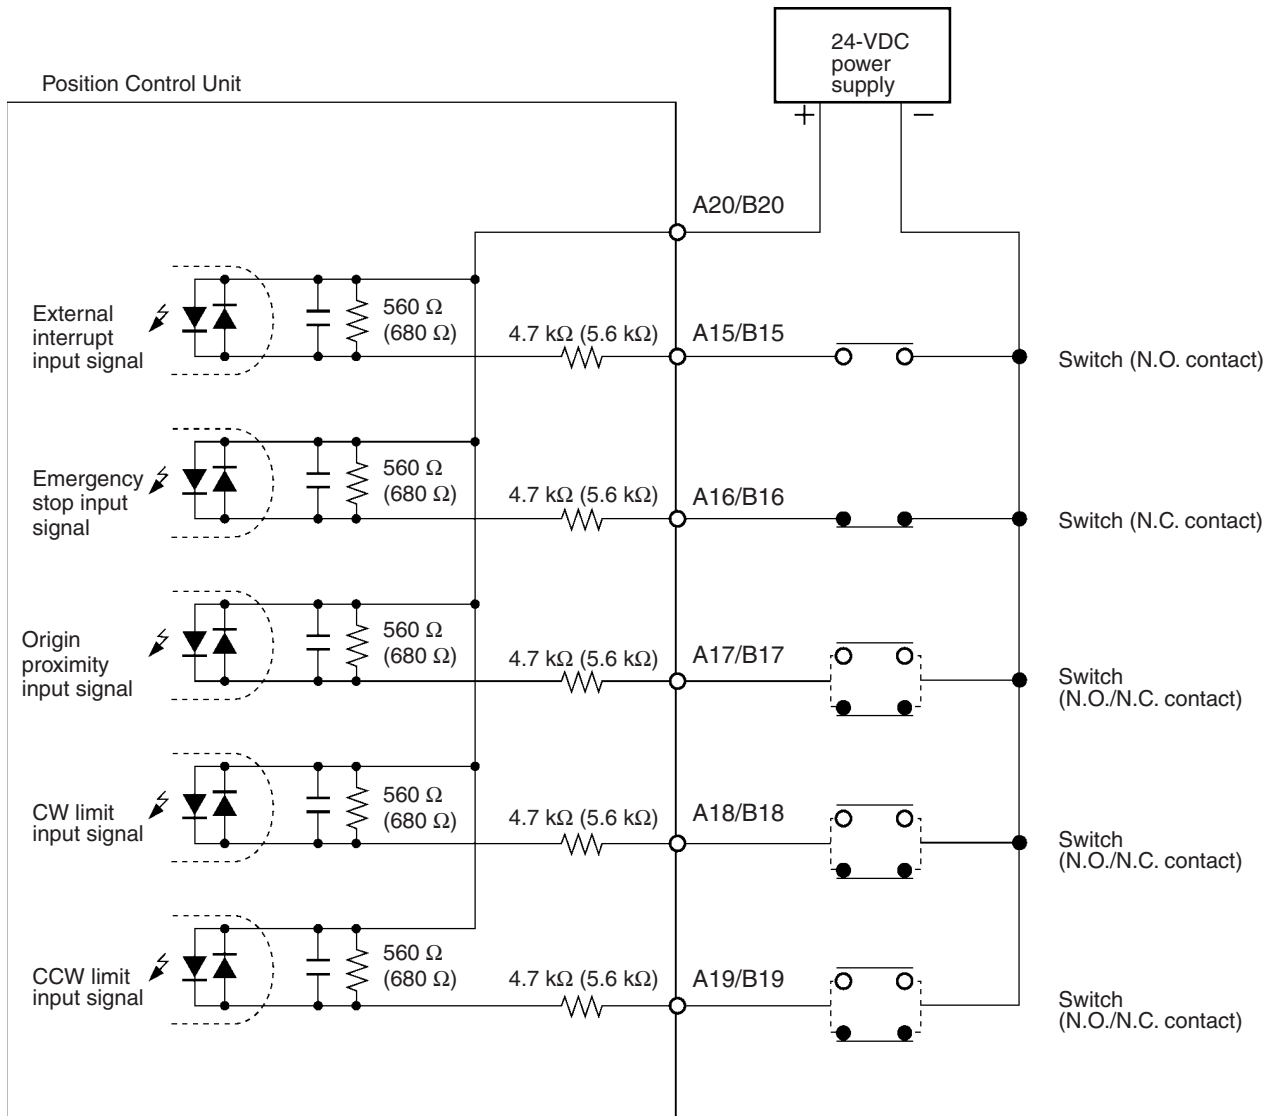 24-VDC
power
supply
Position Control Unit
+ −
A20/B20
External
interrupt
input signal
560 Ω
(680 Ω)
4.7 kΩ (5.6 kΩ)
A15/B15
Switch (N.O. contact)
Emergency
stop input
signal
560 Ω
(680 Ω)
4.7 kΩ (5.6 kΩ)
A16/B16
Switch (N.C. contact)
Origin
proximity
input signal
560 Ω
(680 Ω)
4.7 kΩ (5.6 kΩ)
A17/B17
Switch
(N.O./N.C. contact)
CW limit
input signal
560 Ω
(680 Ω)
4.7 kΩ (5.6 kΩ)
A18/B18
Switch
(N.O./N.C. contact)
CCW limit
input signal
560 Ω
(680 Ω)
4.7 kΩ (5.6 kΩ)
A19/B19
Switch
(N.O./N.C. contact)